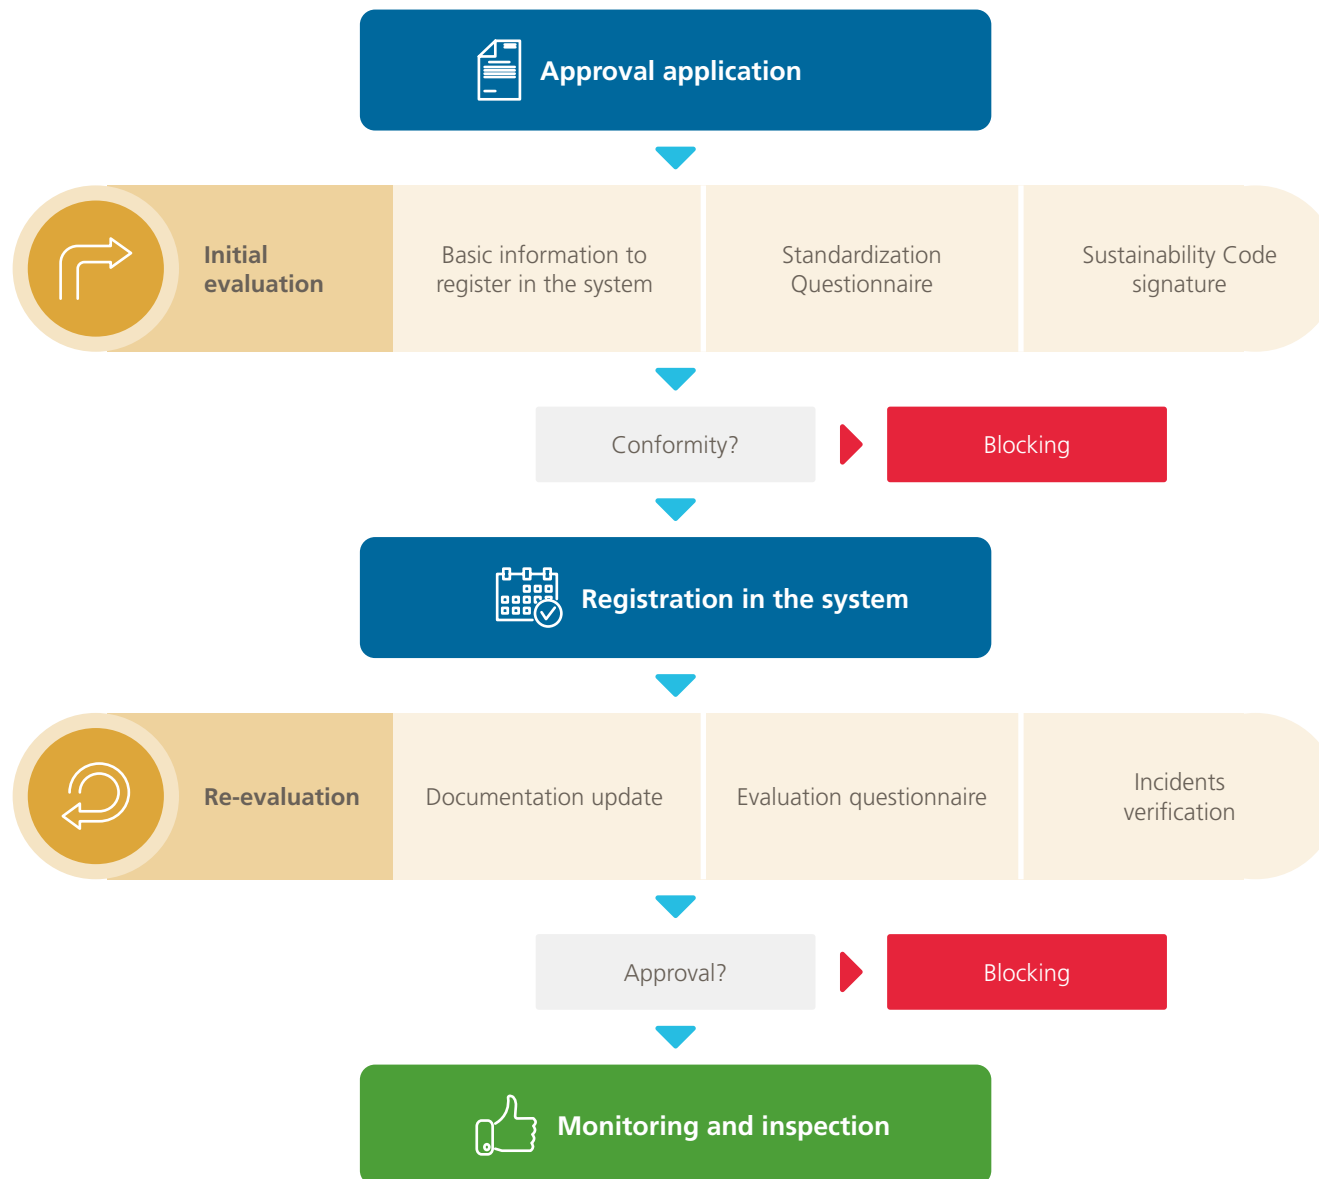 Approval application
Initial
evaluation
Basic information to
register in the system
Standardization
Questionnaire
Sustainability Code
signature
Conformity?
Blocking
Registration in the system
Re-evaluation
Documentation update
Evaluation questionnaire
Incidents
verification
Approval?
Blocking
Monitoring and inspection